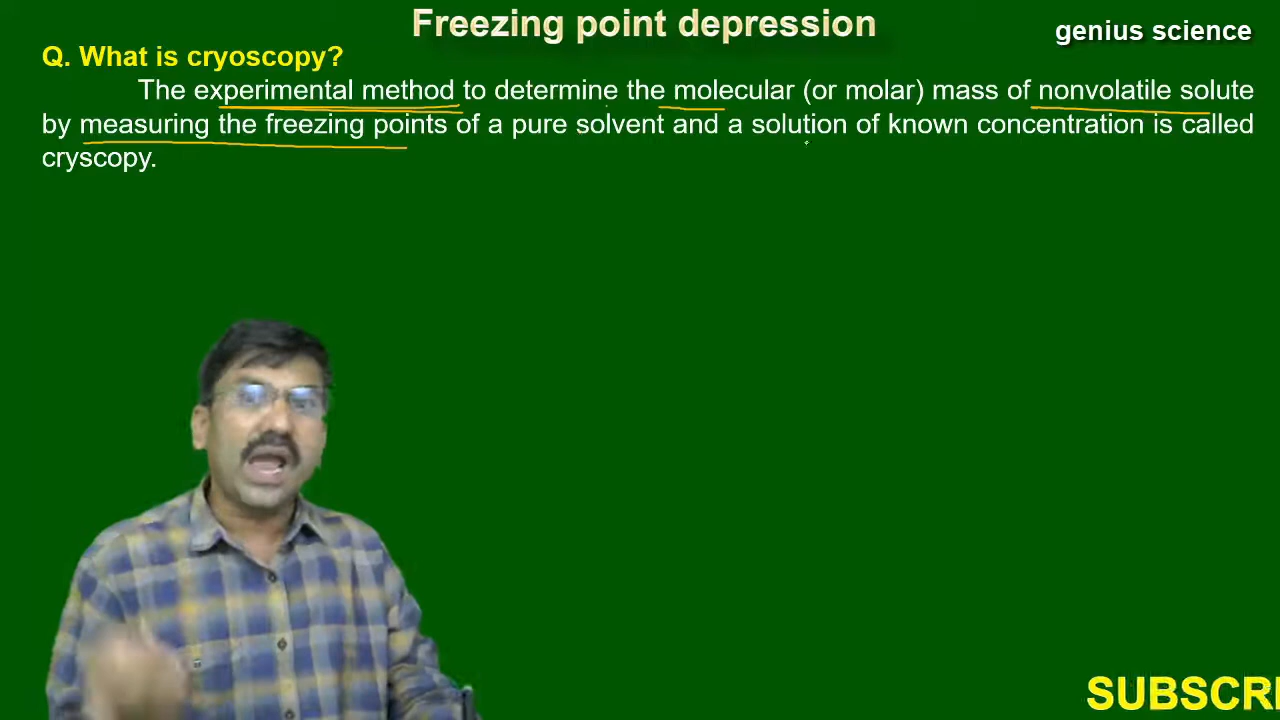 Freezing point depression
genius science
Q. What is cryoscopy?
The experimental method to determine the molecular (or molar) mass of nonvolatile solute
by measuring the freezing points of a pure solvent and a solution of known concentration is called
cryscopy.
SUBSCRI